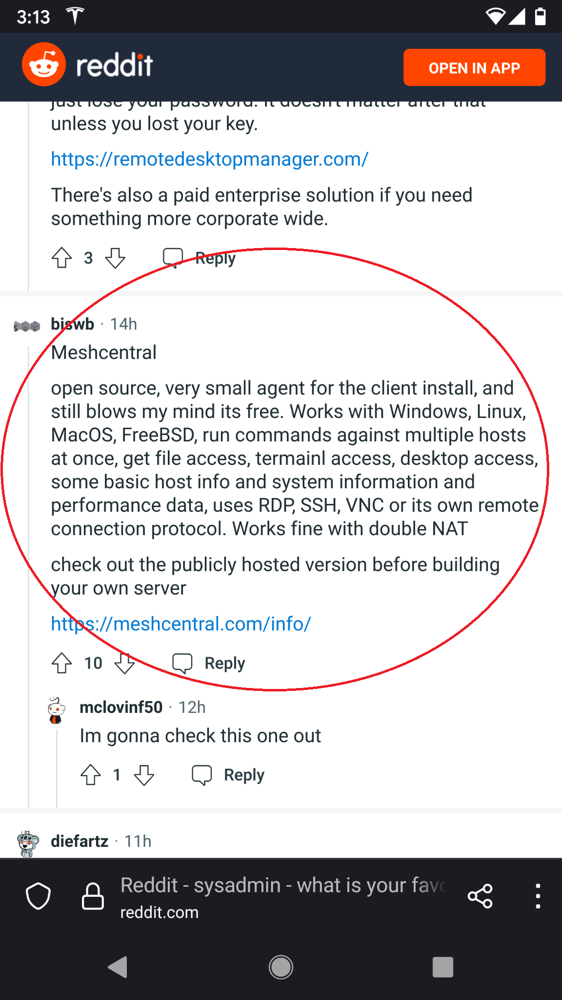 3:13
reddit
OPEN IN APP
just lose your password. It doesn't matter after that
unless you lost your key.
https://remotedesktopmanager.com/
There's also a paid enterprise solution if you need
something more corporate wide.
3 Reply
biswb · 14h
Meshcentral
open source, very small agent for the client install, and
still blows my mind its free. Works with Windows, Linux,
MacOS, FreeBSD, run commands against multiple hosts
at once, get file access, termainl access, desktop access,
some basic host info and system information and
performance data, uses RDP, SSH, VNC or its own remote
connection protocol. Works fine with double NAT
check out the publicly hosted version before building
your own server
https://meshcentral.com/info/
10 Reply
mclovinf50 · 12h
Im gonna check this one out
1 Reply
diefartz · 11h
Reddit - sysadmin - what is your favo
reddit.com